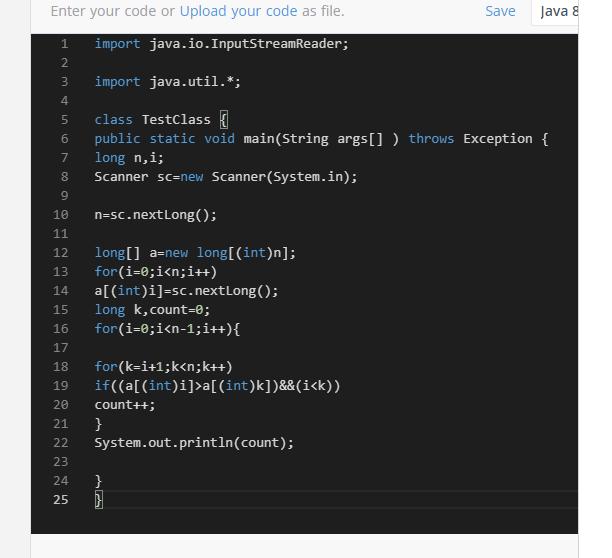 Enter your code or Upload your code as file. Save Java 8
1 import java.io.InputStreamReader;
2
3 import java.util.*;
4
5 class TestClass {
6 public static void main(String args[] ) throws Exception {
7 long n,i;
8 Scanner sc=new Scanner(System.in);
9
10 n=sc.nextLong();
11
12 long[] a=new long[(int)n];
13 for(i=0;i<n;i++)
14 a[(int)i]=sc.nextLong();
15 long k,count=0;
16 for(i=0;i<n-1;i++){
17
18 for(k=i+1;k<n;k++)
19 if((a[(int)i]>a[(int)k])&&(i<k))
20 count++;
21 }
22 System.out.println(count);
23
24 }
25 }